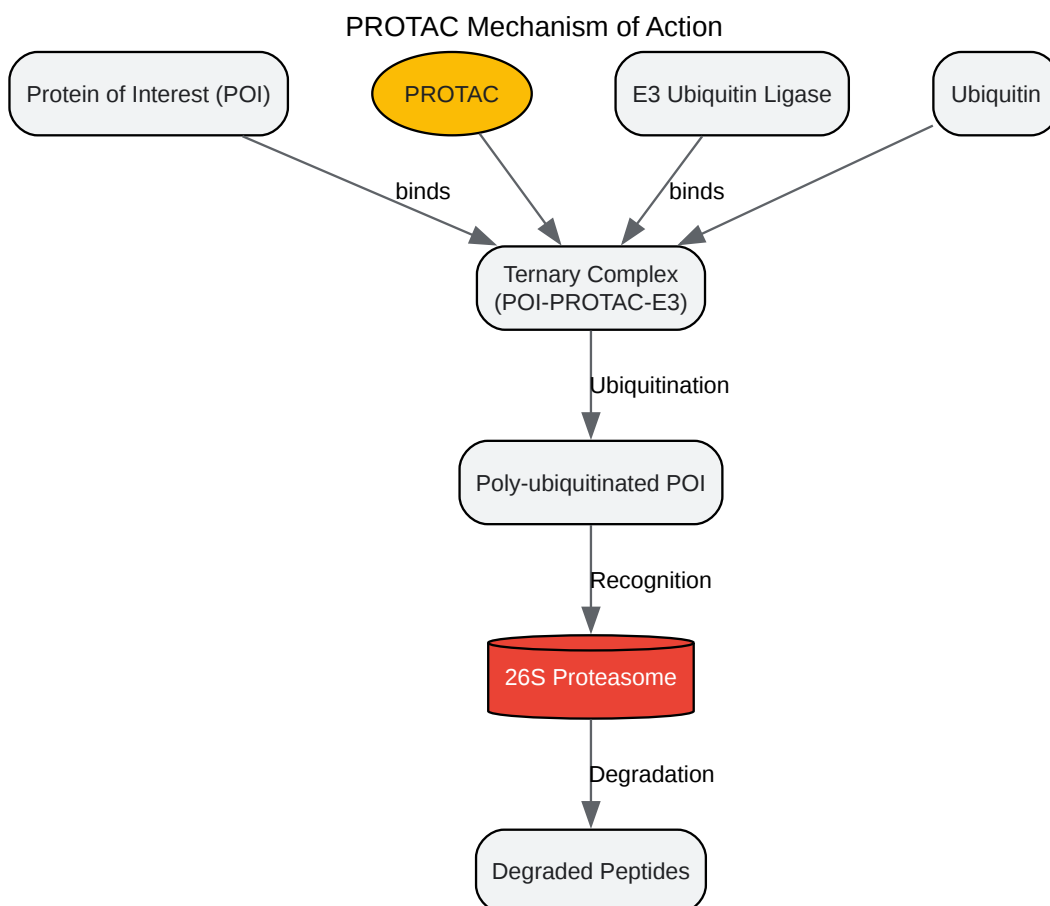 PROTAC Mechanism of Action
Protein of Interest (POI)
PROTAC
E3 Ubiquitin Ligase
Ubiquitin
binds
binds
Ternary Complex
(POI-PROTAC-E3)
Ubiquitination
Poly-ubiquitinated POI
Recognition
26S Proteasome
Degradation
Degraded Peptides